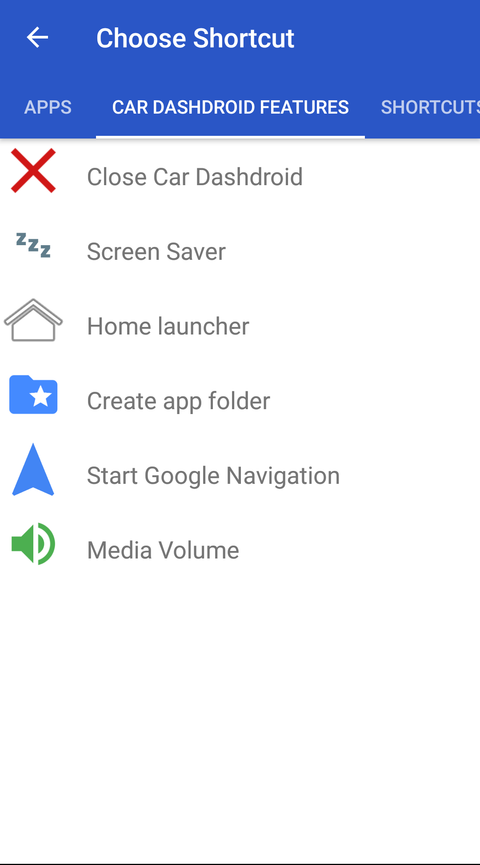 Choose Shortcut
APPS CAR DASHDROID FEATURES SHORTCUTS
Close Car Dashdroid
zzz Screen Saver
Home launcher
Create app folder
Start Google Navigation
Media Volume